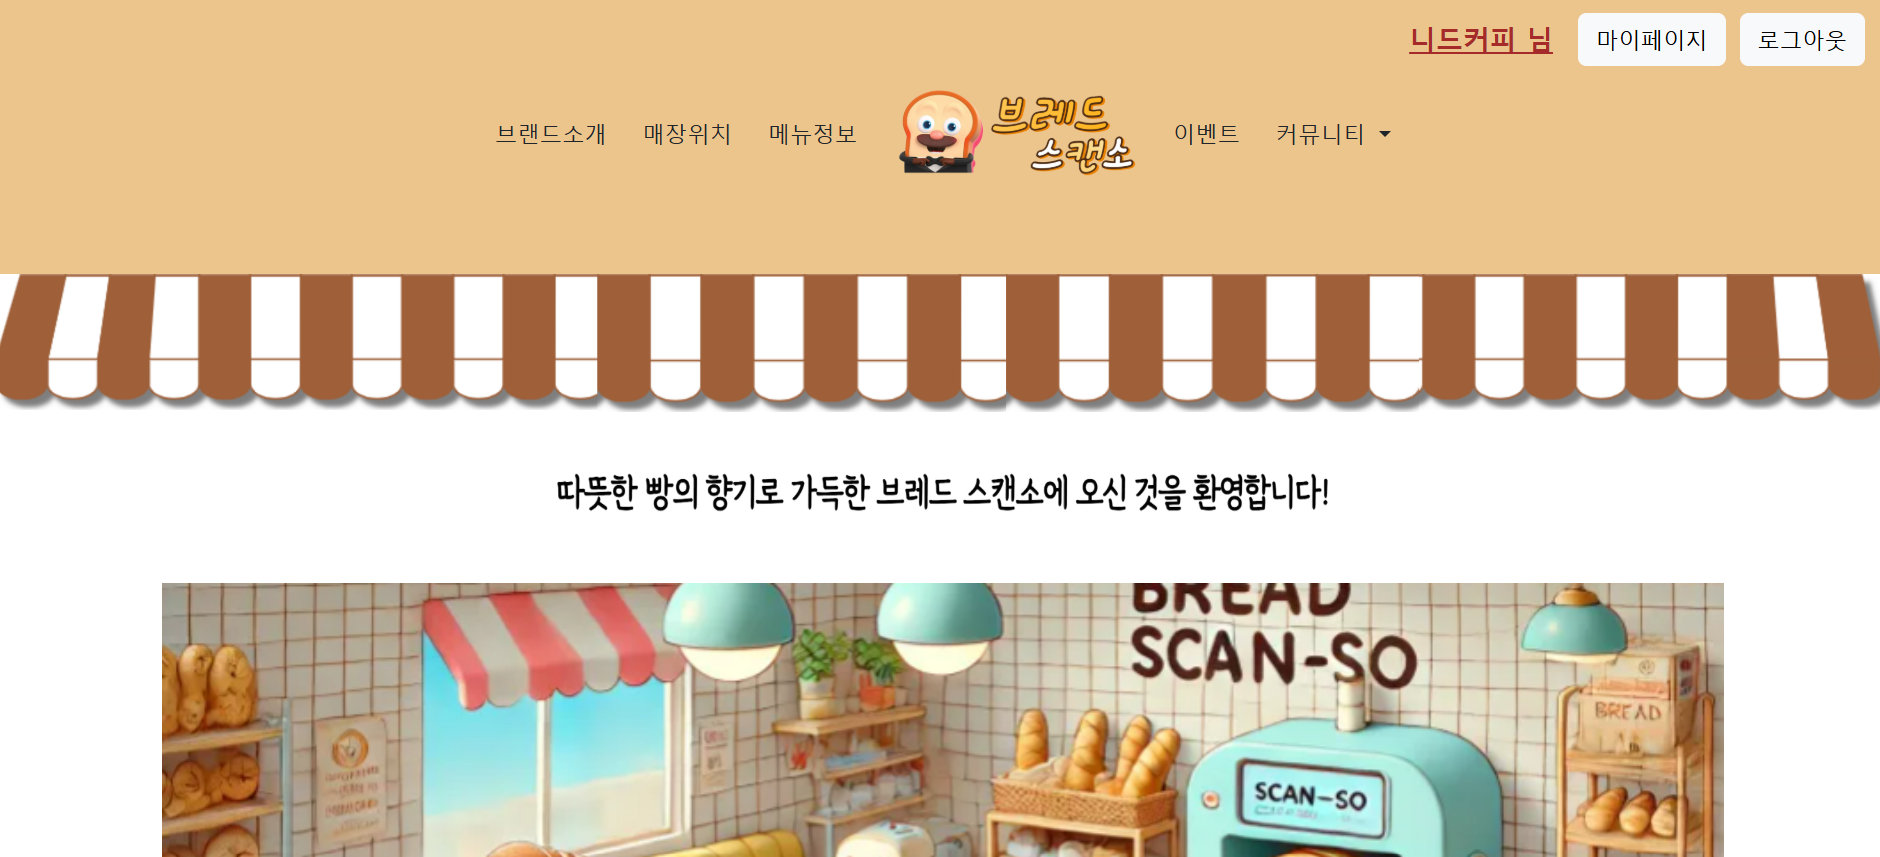 니드커피 님 마이페이지 로그아웃
브랜드소개 매장위치 메뉴정보 브레드 스캔소 이벤트 커뮤니티
따뜻한 빵의 향기로 가득한 브레드 스캔소에 오신 것을 환영합니다!
BREAD
SCAN-SO
BREAD
SCAN-SO